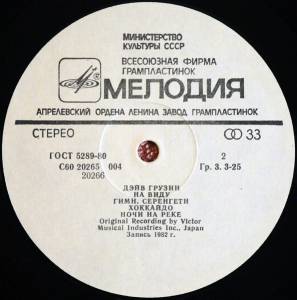 МИНИСТЕРСТВО
КУЛЬТУРЫ СССР
ВСЕСОЮЗНАЯ ФИРМА
ГРАМПЛАСТИНОК
МЕЛОДИЯ
АПРЕЛЕВСКИЙ ОРДЕНА ЛЕНИНА ЗАВОД ГРАМПЛАСТИНОК
СТЕРЕО 33
ГОСТ 5289-80 2
С60 20265 004 Гр. 3. 3-25
20266
ДЭЙВ ГРУЗИН
НА ВИДУ
ГИМН. СЕРЕНГЕТИ
ХОККАЙДО
НОЧИ НА РЕКЕ
Original Recording by Victor
Musical Industries Inc., Japan
Запись 1982 г.